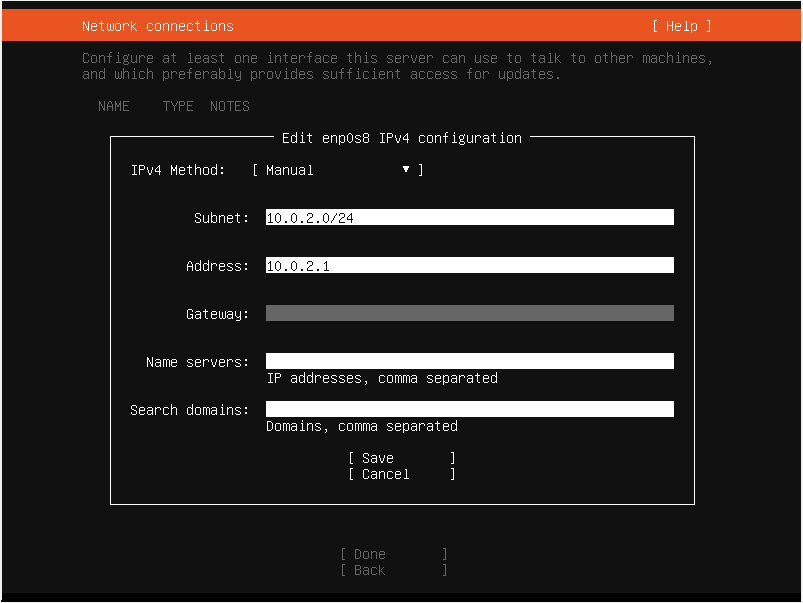 Network connections [ Help ]
Configure at least one interface this server can use to talk to other machines,
and which preferably provides sufficient access for updates.
NAME TYPE NOTES
Edit enp0s8 IPv4 configuration
IPv4 Method: [ Manual ▼ ]
Subnet: 10.0.2.0/24
Address: 10.0.2.1
Gateway:
Name servers:
IP addresses, comma separated
Search domains:
Domains, comma separated
[ Save ]
[ Cancel ]
[ Done ]
[ Back ]